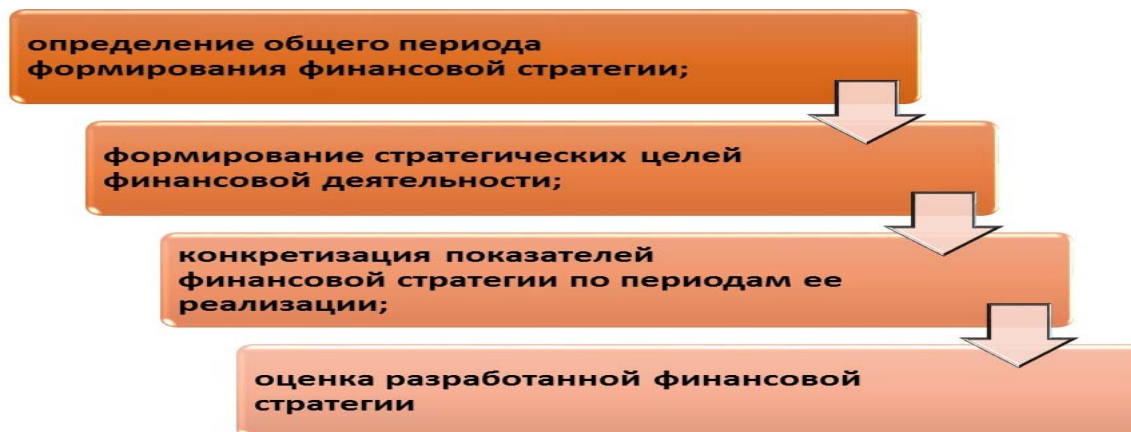 определение общего периода
формирования финансовой стратегии;
формирование стратегических целей
финансовой деятельности;
конкретизация показателей
финансовой стратегии по периодам ее
реализации;
оценка разработанной финансовой
стратегии